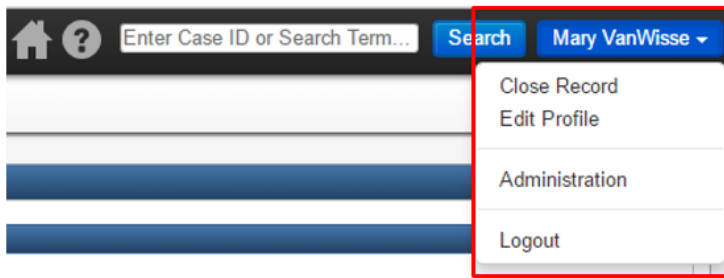 ? Enter Case ID or Search Term... Search Mary VanWisse
Close Record
Edit Profile
Administration
Logout